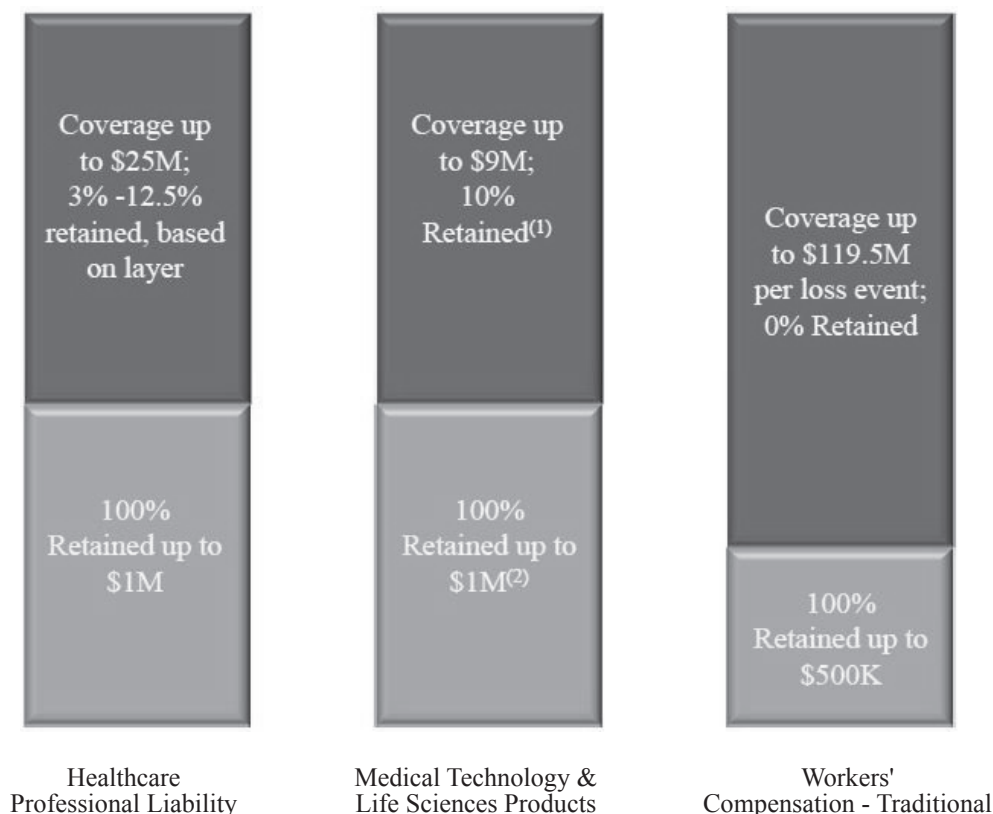 Coverage up
to $25M;
3% -12.5%
retained, based
on layer
100%
Retained up to
$1M
Healthcare
Professional Liability
Coverage up
to $9M;
10%
Retained(1)
100%
Retained up to
$1M(2)
Medical Technology &
Life Sciences Products
Coverage up
to $119.5M
per loss event;
0% Retained
100%
Retained up to
$500K
Workers'
Compensation - Traditional